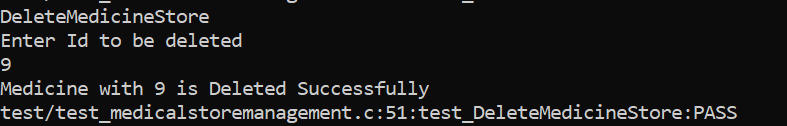 DeleteMedicineStore
Enter Id to be deleted
9
Medicine with 9 is Deleted Successfully
test/test_medicalstoremanagement.c:51:test_DeleteMedicineStore:PASS